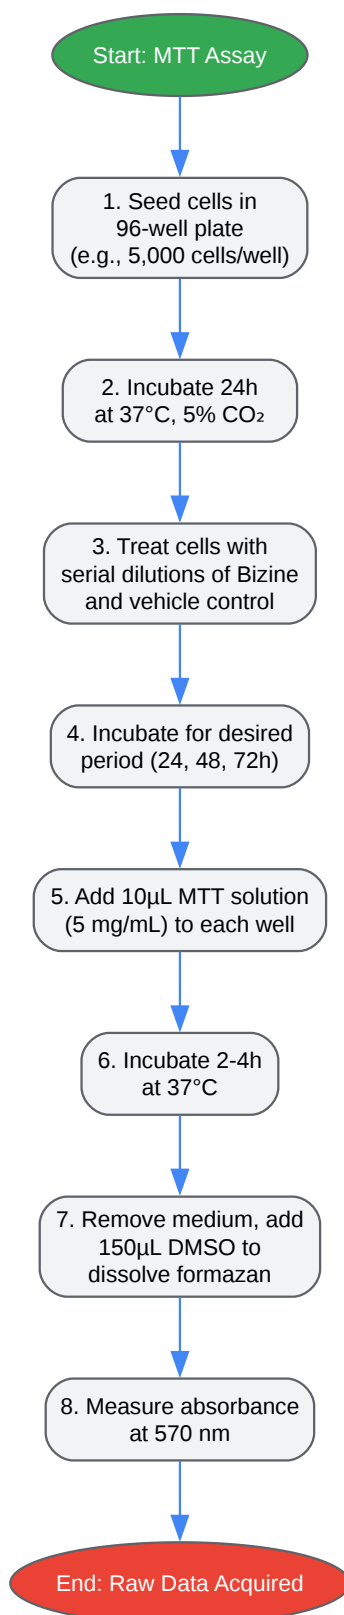 Start: MTT Assay
1. Seed cells in
96-well plate
(e.g., 5,000 cells/well)
2. Incubate 24h
at 37°C, 5% CO₂
3. Treat cells with
serial dilutions of Bizine
and vehicle control
4. Incubate for desired
period (24, 48, 72h)
5. Add 10µL MTT solution
(5 mg/mL) to each well
6. Incubate 2-4h
at 37°C
7. Remove medium, add
150µL DMSO to
dissolve formazan
8. Measure absorbance
at 570 nm
End: Raw Data Acquired